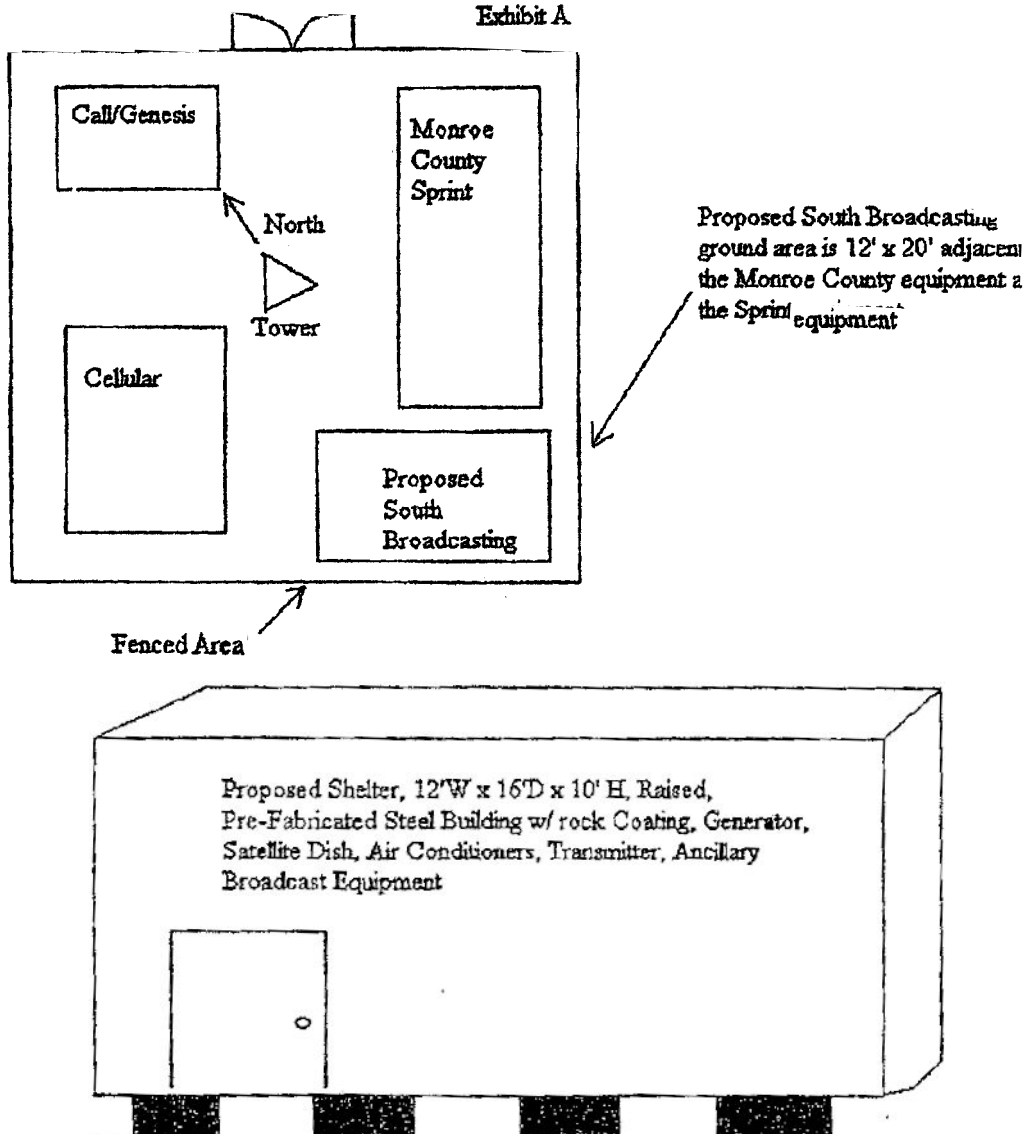 Exhibit A
Call/Genesis
Monroe
County
Sprint
North
Tower
Cellular
Proposed South Broadcasting
ground area is 12' x 20'
the Monroe County equipment
the Sprint equipment
Proposed
South
Broadcasting
Fenced Area
Proposed Shelter, 12'W x 16'D x 10' H, Raised,
Pre-Fabricated Steel Building w/ rock Coating, Generator,
Satellite Dish, Air Conditioners, Transmitter, Ancillary
Broadcast Equipment